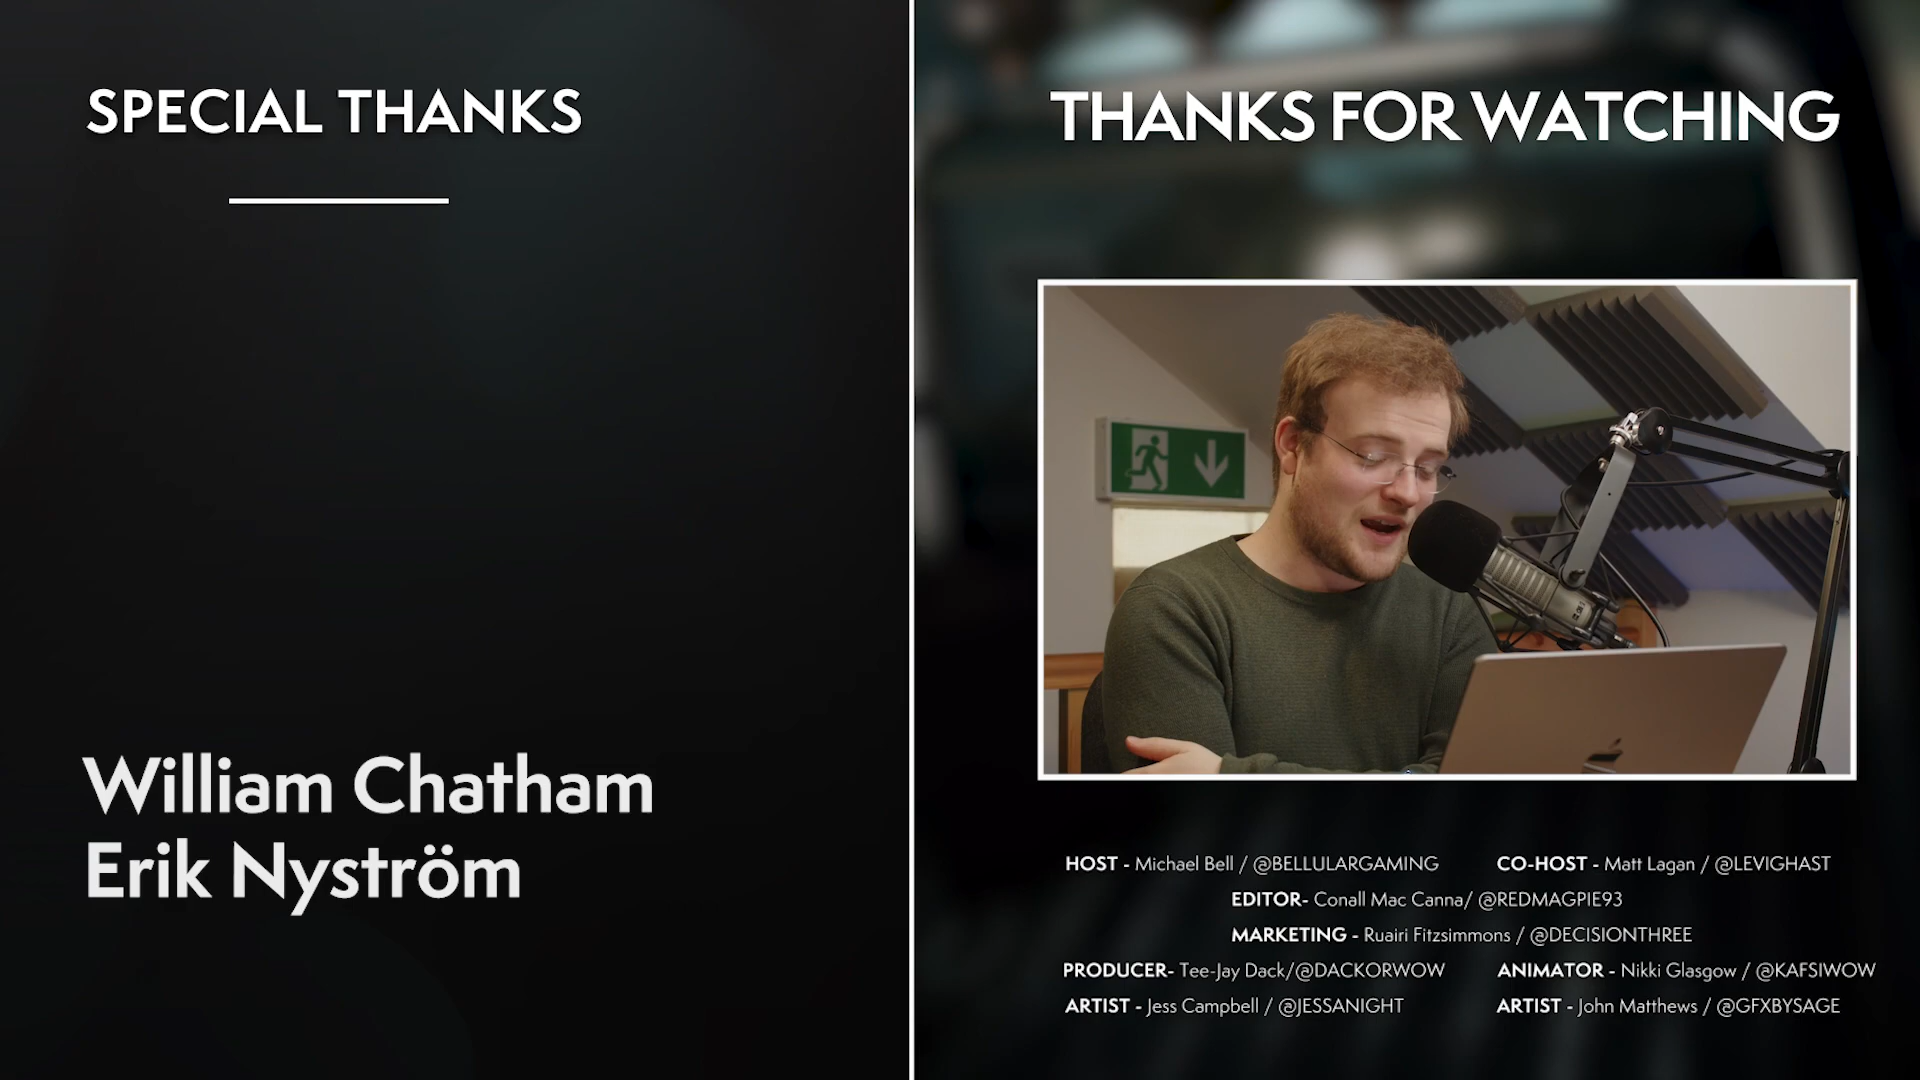 SPECIAL THANKS
William Chatham
Erik Nyström
THANKS FOR WATCHING
HOST - Michael Bell / @BELLULARGAMING
CO-HOST - Matt Lagan / @LEVIGHAST
EDITOR- Conall Mac Canna/ @REDMAGPIE93
MARKETING - Ruairi Fitzsimmons / @DECISIONTHREE
PRODUCER- Tee-Jay Dack/@DACKORWOW
ANIMATOR - Nikki Glasgow / @KAFSIWOW
ARTIST - Jess Campbell / @JESSANIGHT
ARTIST - John Matthews / @GFXBYSAGE